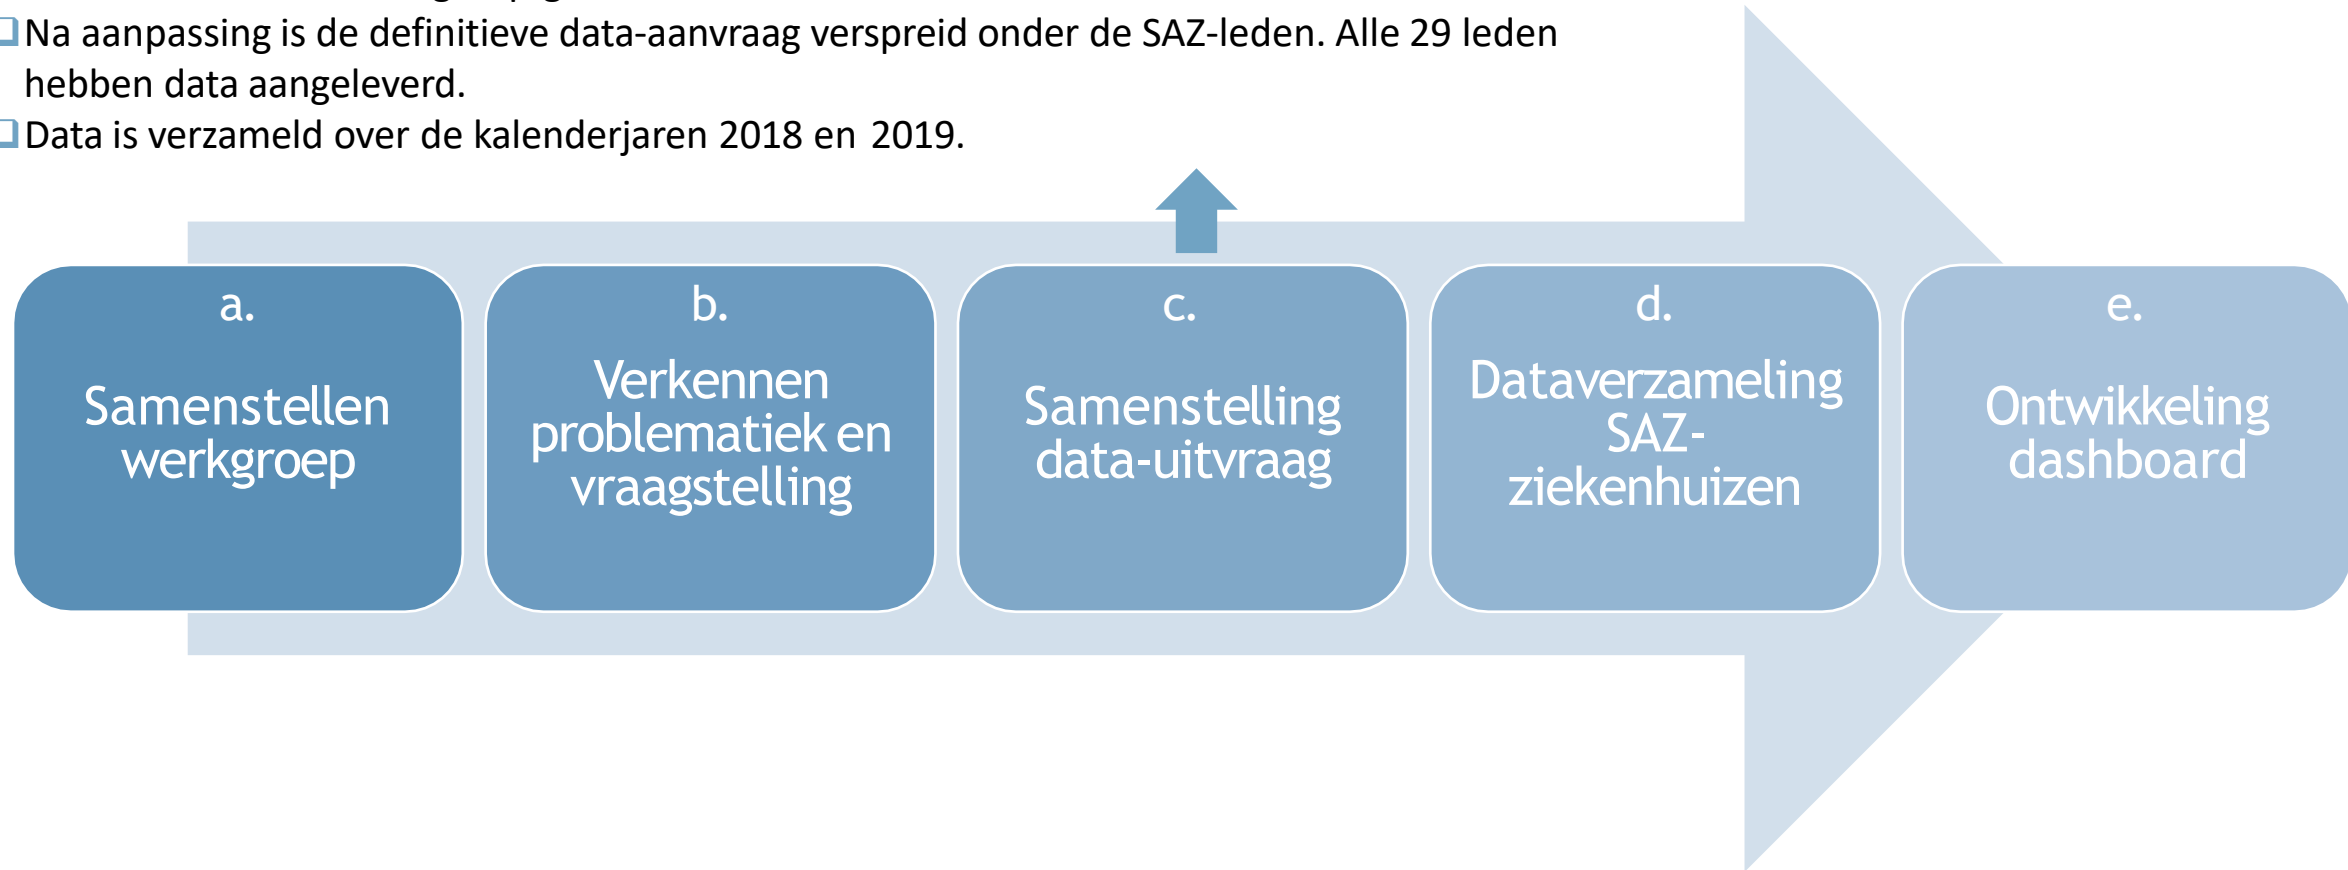 Na aanpassing is de definitieve data-aanvraag verspreid onder de SAZ-leden. Alle 29 leden
hebben data aangeleverd.
Data is verzameld over de kalenderjaren 2018 en 2019.
a.
Samenstellen
werkgroep
b.
Verkennen
problematiek en
vraagstelling
c.
Samenstelling
data-uitvraag
d.
Dataverzameling
SAZ-
ziekenhuizen
e.
Ontwikkeling
dashboard